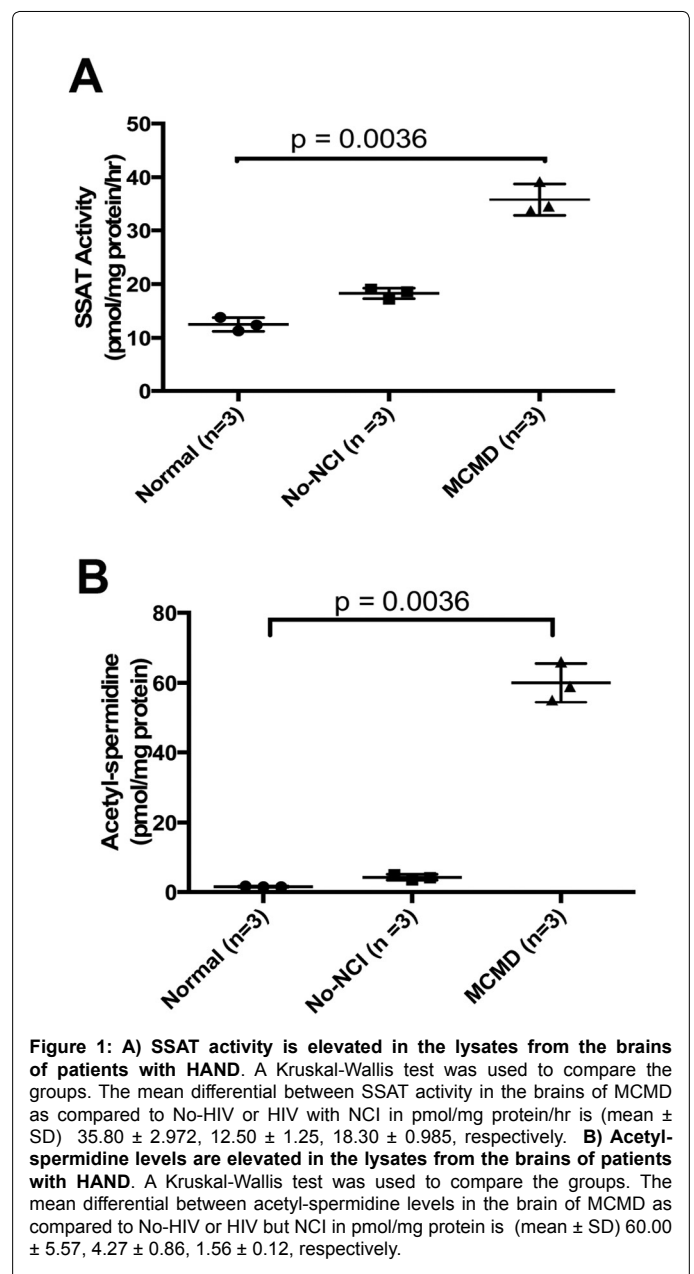 A
50
40
30
20
10
0
SSAT Activity
(pmol/mg protein/hr)
p = 0.0036
Normal (n=3)
No-NCI (n =3)
MCMD (n=3)
B
80
60
40
20
0
Acetyl-spermidine
(pmol/mg protein)
p = 0.0036
Normal (n=3)
No-NCI (n =3)
MCMD (n=3)
Figure 1: A) SSAT activity is elevated in the lysates from the brains
of patients with HAND. A Kruskal-Wallis test was used to compare the
groups. The mean differential between SSAT activity in the brains of MCMD
as compared to No-HIV or HIV with NCI in pmol/mg protein/hr is (mean ±
SD) 35.80 ± 2.972, 12.50 ± 1.25, 18.30 ± 0.985, respectively. B) Acetyl-
spermidine levels are elevated in the lysates from the brains of patients
with HAND. A Kruskal-Wallis test was used to compare the groups. The
mean differential between acetyl-spermidine levels in the brain of MCMD as
compared to No-HIV or HIV but NCI in pmol/mg protein is (mean ± SD) 60.00
± 5.57, 4.27 ± 0.86, 1.56 ± 0.12, respectively.